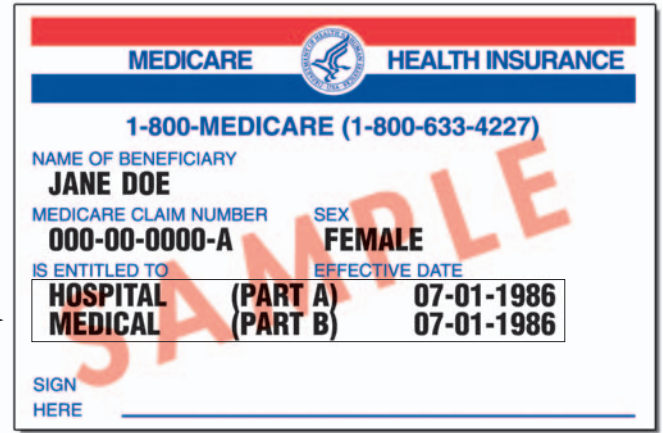 MEDICARE HEALTH INSURANCE
1-800-MEDICARE (1-800-633-4227)
NAME OF BENEFICIARY
JANE DOE
MEDICARE CLAIM NUMBER SEX
000-00-0000-A FEMALE
IS ENTITLED TO EFFECTIVE DATE
HOSPITAL (PART A) 07-01-1986
MEDICAL (PART B) 07-01-1986
SAMPLE
SIGN
HERE